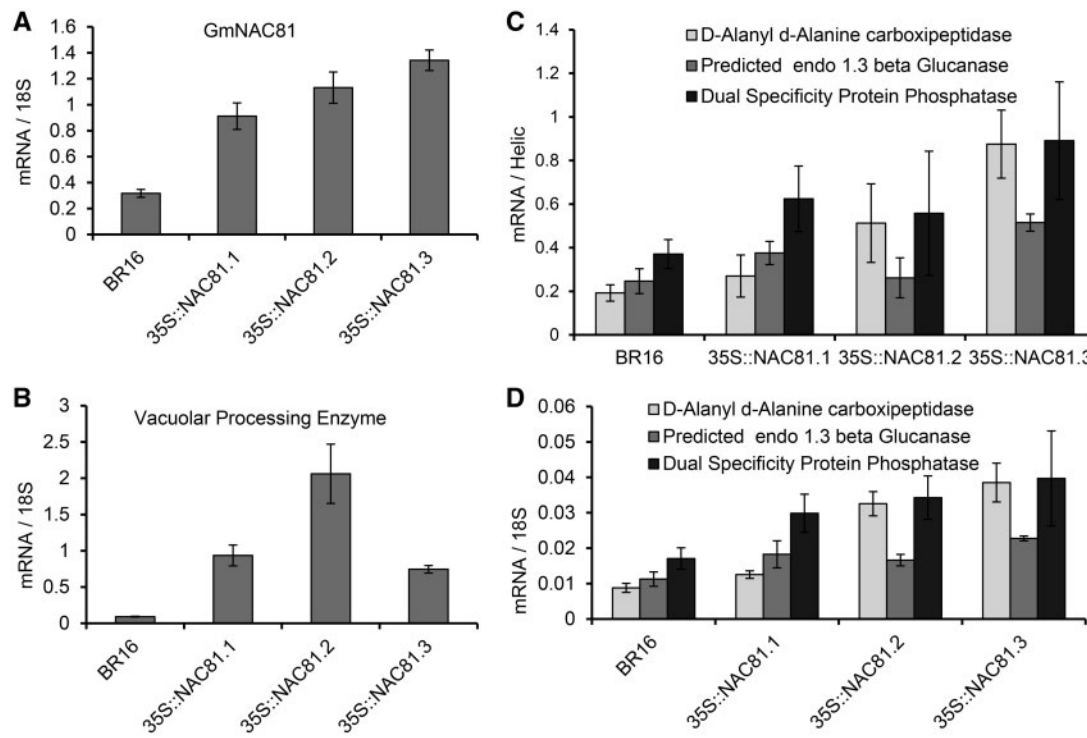 A
GmNAC81
mRNA / 18S
1.6
1.4
1.2
1
0.8
0.6
0.4
0.2
0
BR16
35S::NAC81.1
35S::NAC81.2
35S::NAC81.3
B
Vacuolar Processing Enzyme
mRNA / 18S
3
2.5
2
1.5
1
0.5
0
BR16
35S::NAC81.1
35S::NAC81.2
35S::NAC81.3
C
D-Alanyl d-Alanine carboxipeptidase
Predicted endo 1.3 beta Glucanase
Dual Specificity Protein Phosphatase
mRNA / Helic
1.4
1.2
1
0.8
0.6
0.4
0.2
0
BR16
35S::NAC81.1
35S::NAC81.2
35S::NAC81.3
D
D-Alanyl d-Alanine carboxipeptidase
Predicted endo 1.3 beta Glucanase
Dual Specificity Protein Phosphatase
mRNA / 18S
0.06
0.05
0.04
0.03
0.02
0.01
0
BR16
35S::NAC81.1
35S::NAC81.2
35S::NAC81.3